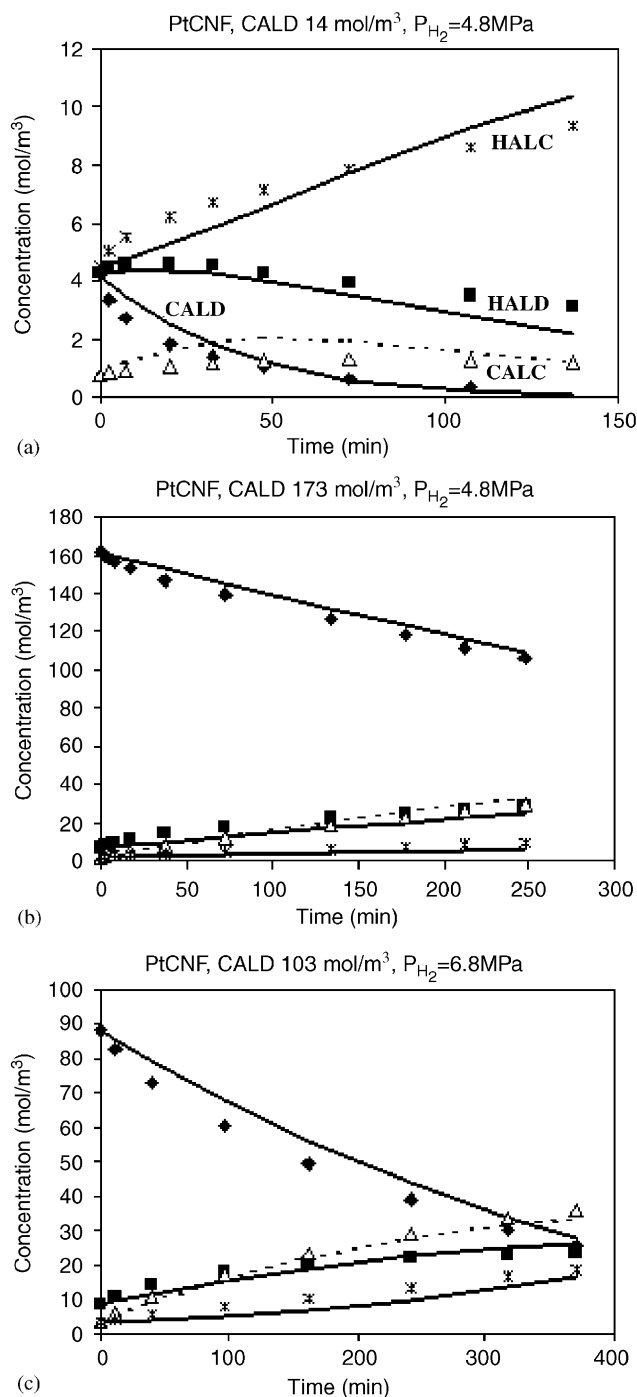 PtCNF, CALD 14 mol/m³, P_H₂=4.8MPa
12
10
8
6
4
2
0
Concentration (mol/m³)
HALC
HALD
CALD
CALC
0
50
100
150
Time (min)
(a)
PtCNF, CALD 173 mol/m³, P_H₂=4.8MPa
180
160
140
120
100
80
60
40
20
0
Concentration (mol/m³)
0
50
100
150
200
250
300
Time (min)
(b)
PtCNF, CALD 103 mol/m³, P_H₂=6.8MPa
100
90
80
70
60
50
40
30
20
10
0
Concentration (mol/m³)
0
100
200
300
400
Time (min)
(c)